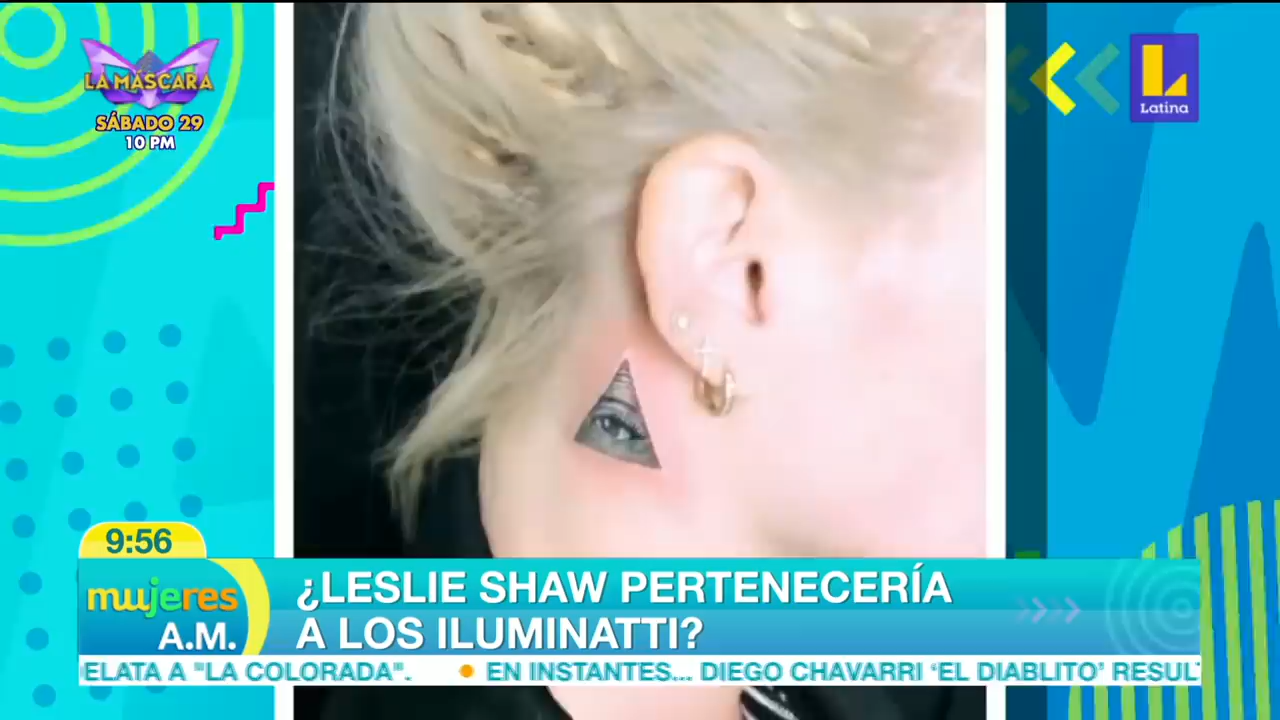 LA MÁSCARA
SÁBADO 29
10 PM
Latina
9:56
mujeres
A.M.
¿LESLIE SHAW PERTENECERÍA
A LOS ILUMINATTI?
ELATA A "LA COLORADA". EN INSTANTES... DIEGO CHAVARRI 'EL DIABLITO' RESUL